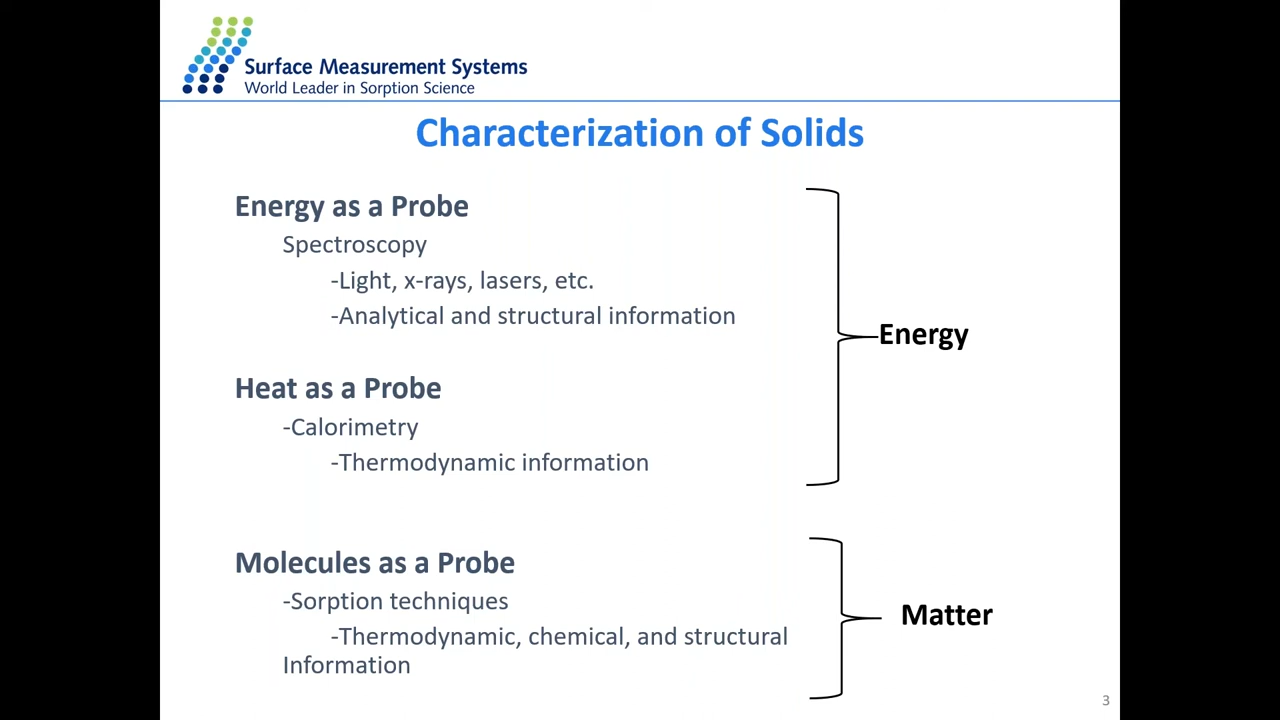 Surface Measurement Systems
World Leader in Sorption Science
Characterization of Solids
Energy as a Probe
Spectroscopy
-Light, x-rays, lasers, etc.
-Analytical and structural information
Energy
Heat as a Probe
-Calorimetry
-Thermodynamic information
Molecules as a Probe
-Sorption techniques
Matter
-Thermodynamic, chemical, and structural
Information
3